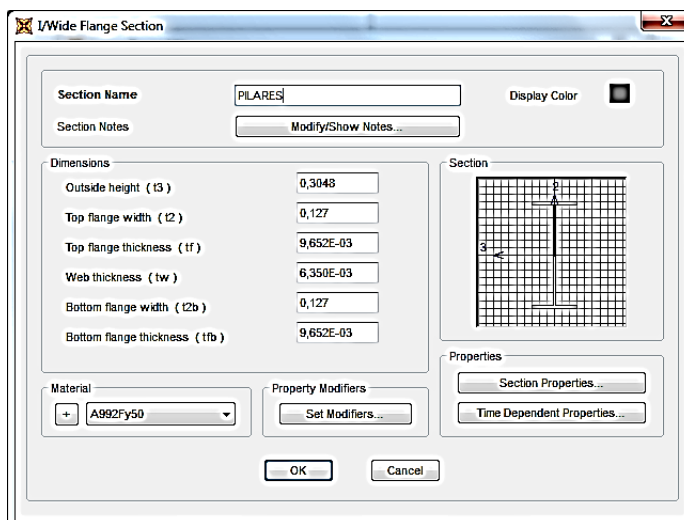 I/Wide Flange Section
Section Name PILARES Display Color
Section Notes Modify/Show Notes...
Dimensions
Outside height ( t3 ) 0,3048
Top flange width ( t2 ) 0,127
Top flange thickness ( tf ) 9,652E-03
Web thickness ( tw ) 6,350E-03
Bottom flange width ( t2b ) 0,127
Bottom flange thickness ( tfb ) 9,652E-03
Section
2
3
Material
+ A992Fy50
Property Modifiers
Set Modifiers...
Properties
Section Properties...
Time Dependent Properties...
OK Cancel